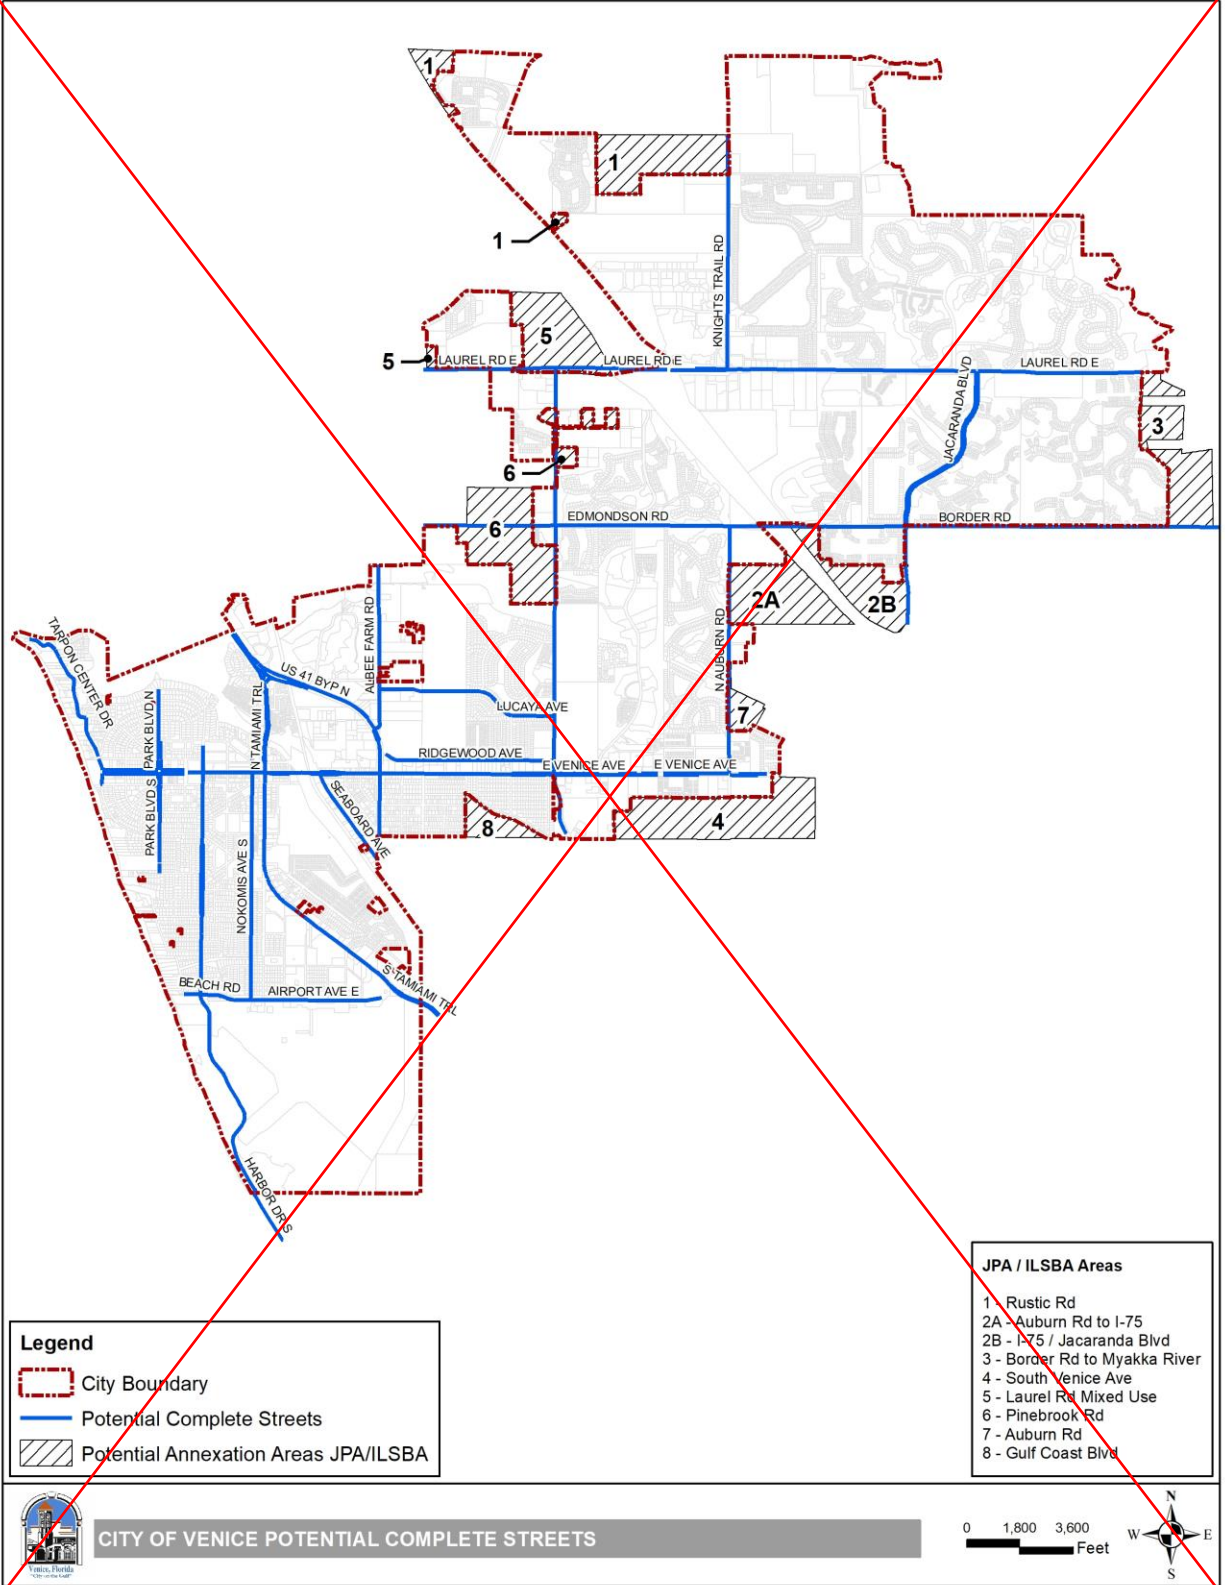 1
1
1
KNIGHTS TRAIL RD
5
5
LAUREL RD E
LAUREL RD E
LAUREL RD E
JACARANDA BLVD
3
6
6
EDMONDSON RD
BORDER RD
2A
2B
ALBEE FARM RD
N AUBURN RD
TARPON CENTER DR
US 41 BYP N
PARK BLVD N
N TAMIAMI TRL
LUCAYA AVE
7
RIDGEWOOD AVE
E VENICE AVE
E VENICE AVE
PARK BLVD S
SEABOARD AVE
8
4
NOKOMIS AVE S
BEACH RD
AIRPORT AVE E
S TAMIAMI TRL
HARBOR DR S
JPA / ILSBA Areas
1 - Rustic Rd
2A - Auburn Rd to I-75
2B - I-75 / Jacaranda Blvd
3 - Border Rd to Myakka River
4 - South Venice Ave
5 - Laurel Rd Mixed Use
6 - Pinebrook Rd
7 - Auburn Rd
8 - Gulf Coast Blvd
Legend
City Boundary
Potential Complete Streets
Potential Annexation Areas JPA/ILSBA
Venice, Florida
"City on the Gulf"
CITY OF VENICE POTENTIAL COMPLETE STREETS
0 1,800 3,600
Feet
N
W E
S